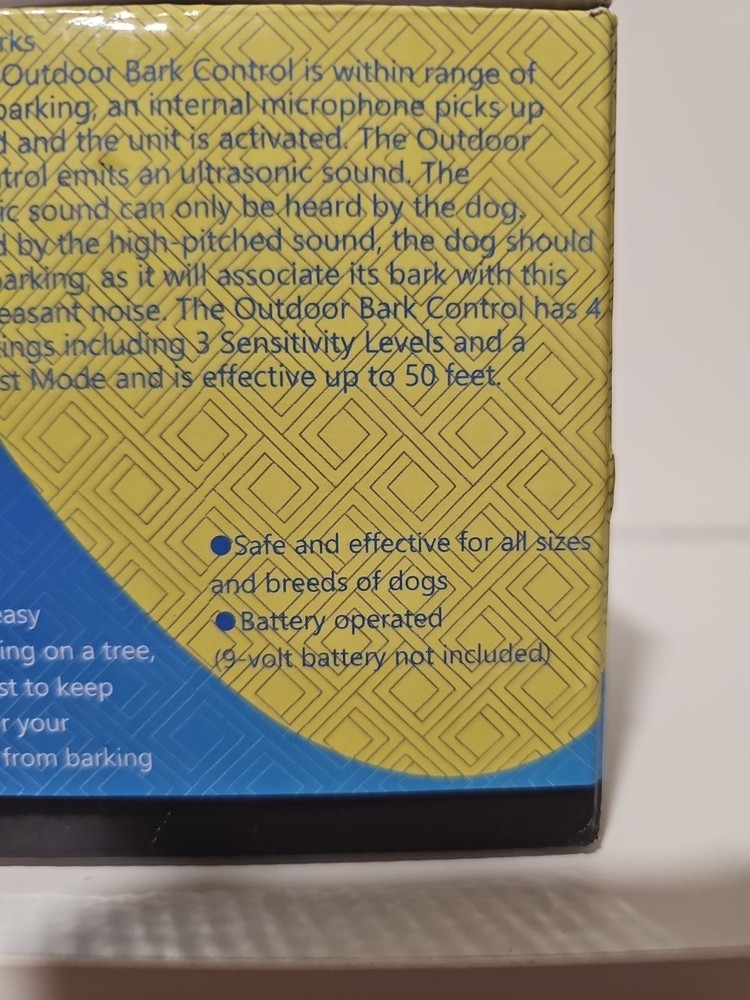 rks
Outdoor Bark Control is within range of
barking, an internal microphone picks up
d and the unit is activated. The Outdoor
trol emits an ultrasonic sound. The
ic sound can only be heard by the dog.
d by the high-pitched sound, the dog should
barking, as it will associate its bark with this
easant noise. The Outdoor Bark Control has 4
ings including 3 Sensitivity Levels and a
st Mode and is effective up to 50 feet.
●Safe and effective for all sizes
and breeds of dogs
●Battery operated
(9-volt battery not included)
easy
ing on a tree,
st to keep
r your
from barking